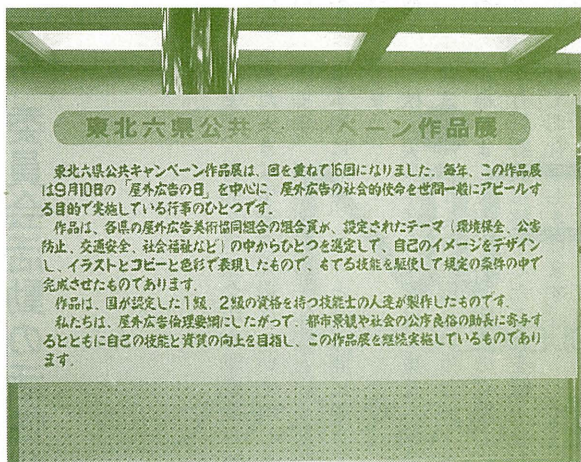 東北六県公共キャンペーン作品展
東北六県公共キャンペーン作品展は、回を重ねて16回になりました。毎年、この作品展
は9月10日の「屋外広告の日」を中心に、屋外広告の社会的使命を世間一般にアピールす
る目的で実施している行事のひとつです。
作品は、各県の屋外広告美術協同組合の組合員が、設定されたテーマ(環境保全、公害
防止、交通安全、社会福祉など)の中からひとつを選定して、自己のイメージをデザイン
し、イラストとコピーと色彩で表現したもので、もてる技能を駆使して規定の条件の中で
完成させたものであります。
作品は、国が認定した1級、2級の資格を持つ技能士の人達が製作したものです。
私たちは、屋外広告倫理要綱にしたがって、都市景観や社会の公序良俗の助長に寄与す
るとともに自己の技能と資質の向上を目指し、この作品展を継続実施しているものであり
ます。